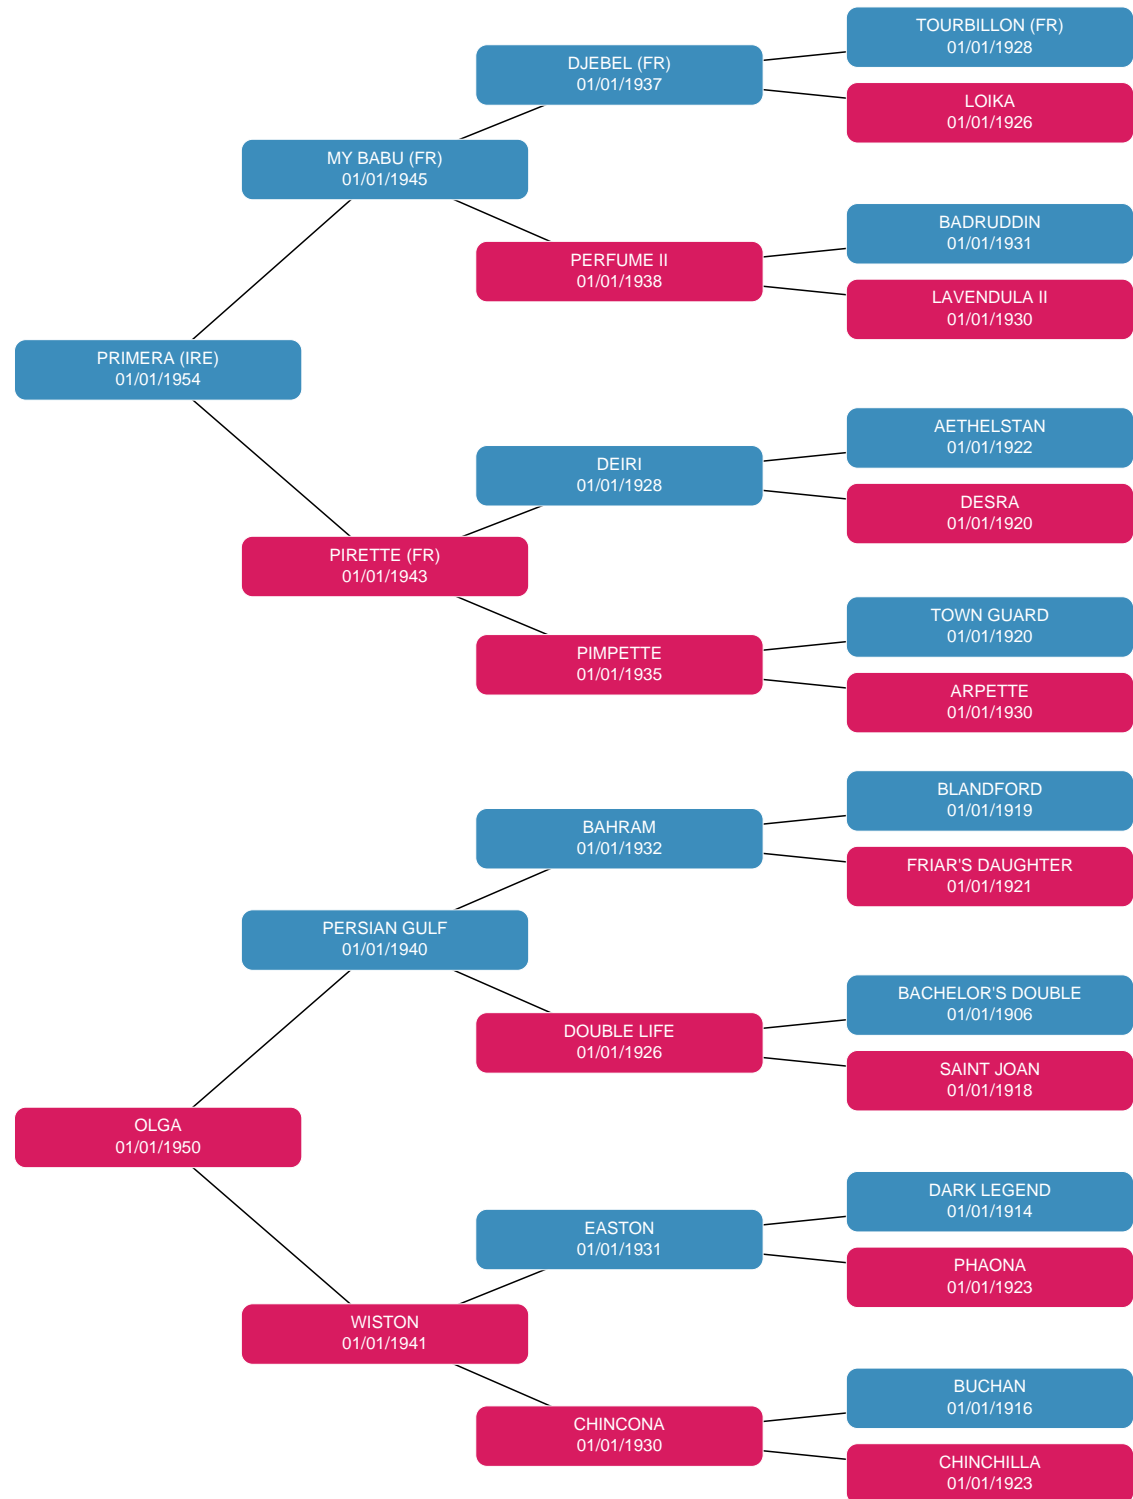 TOURBILLON (FR)
01/01/1928
DJEBEL (FR)
01/01/1937
LOIKA
01/01/1926
MY BABU (FR)
01/01/1945
BADRUDDIN
01/01/1931
PERFUME II
01/01/1938
LAVENDULA II
01/01/1930
PRIMERA (IRE)
01/01/1954
AETHELSTAN
01/01/1922
DEIRI
01/01/1928
DESRA
01/01/1920
PIRETTE (FR)
01/01/1943
TOWN GUARD
01/01/1920
PIMPETTE
01/01/1935
ARPETTE
01/01/1930
BLANDFORD
01/01/1919
BAHRAM
01/01/1932
FRIAR'S DAUGHTER
01/01/1921
PERSIAN GULF
01/01/1940
BACHELOR'S DOUBLE
01/01/1906
DOUBLE LIFE
01/01/1926
SAINT JOAN
01/01/1918
OLGA
01/01/1950
DARK LEGEND
01/01/1914
EASTON
01/01/1931
PHAONA
01/01/1923
WISTON
01/01/1941
BUCHAN
01/01/1916
CHINCONA
01/01/1930
CHINCHILLA
01/01/1923